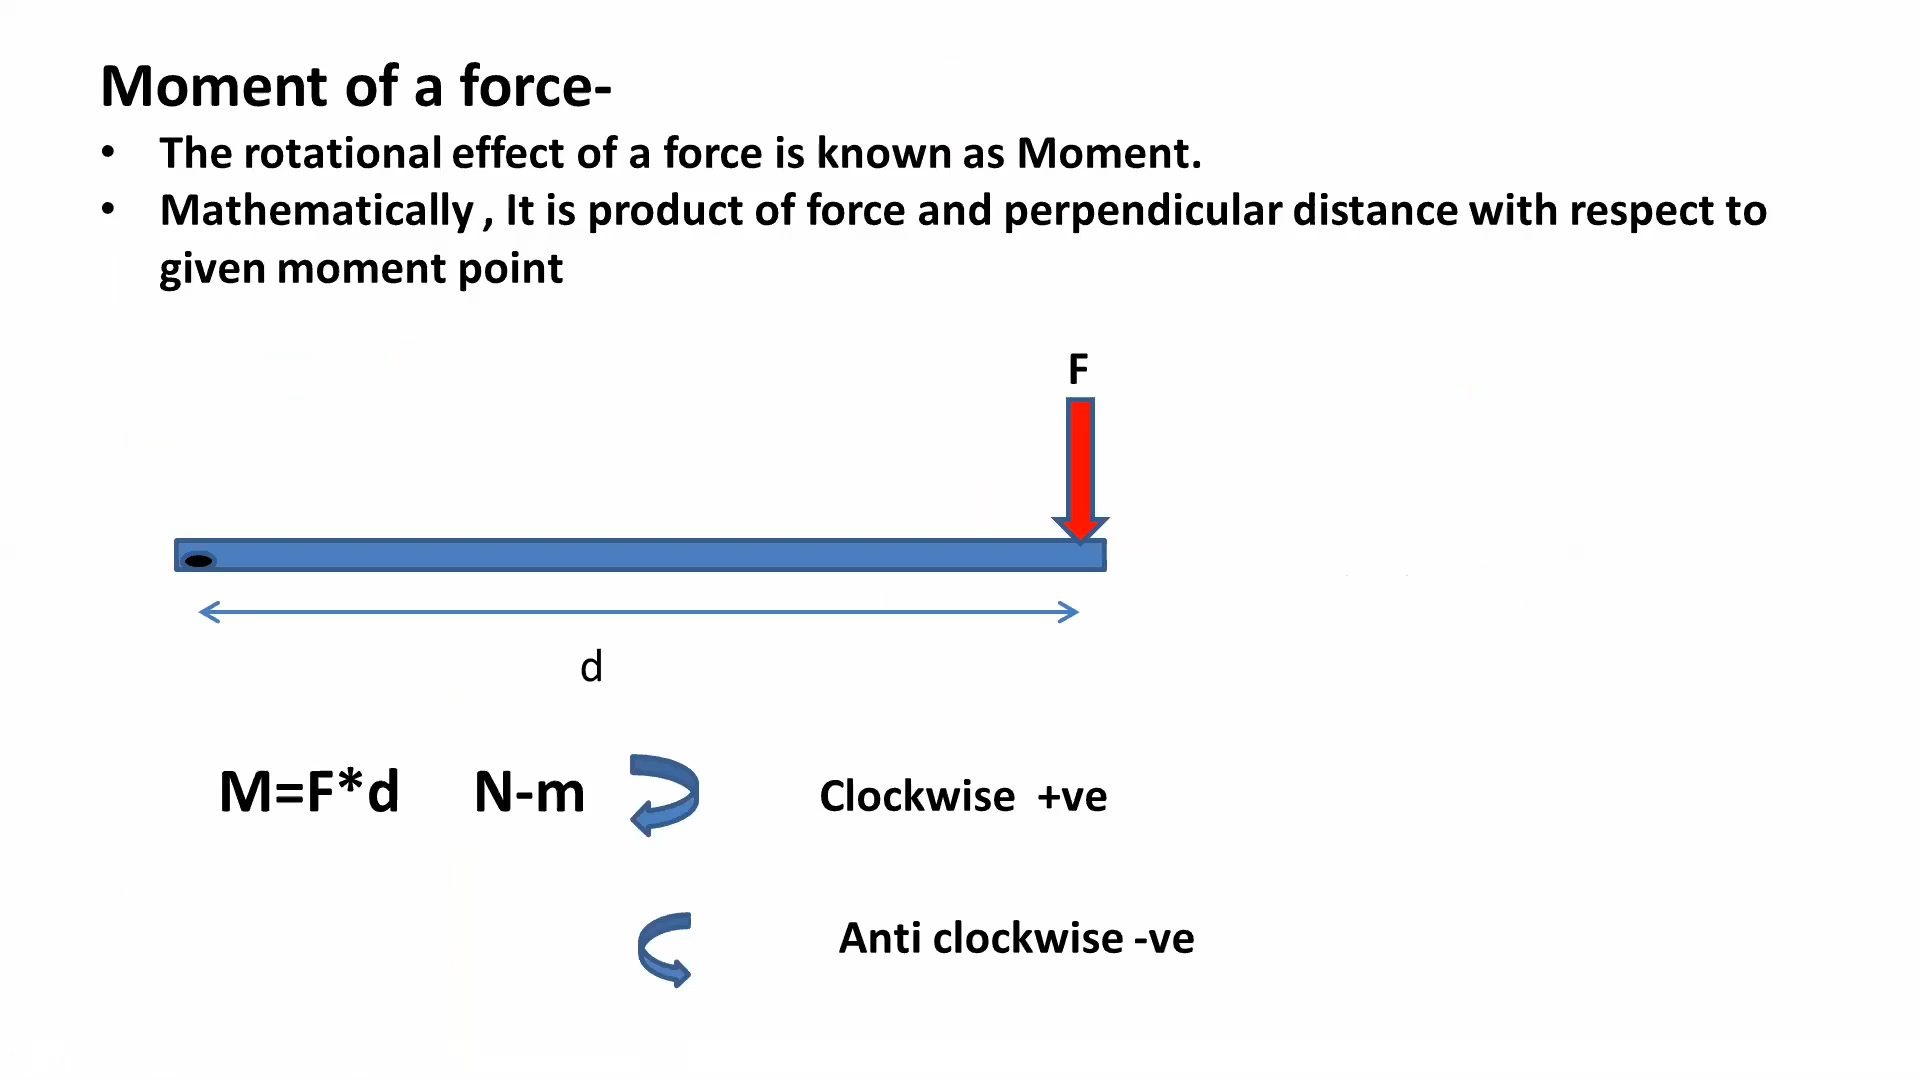 Moment of a force-
• The rotational effect of a force is known as Moment.
• Mathematically , It is product of force and perpendicular distance with respect to
given moment point
F
d
M=F*d N-m Clockwise +ve
Anti clockwise -ve